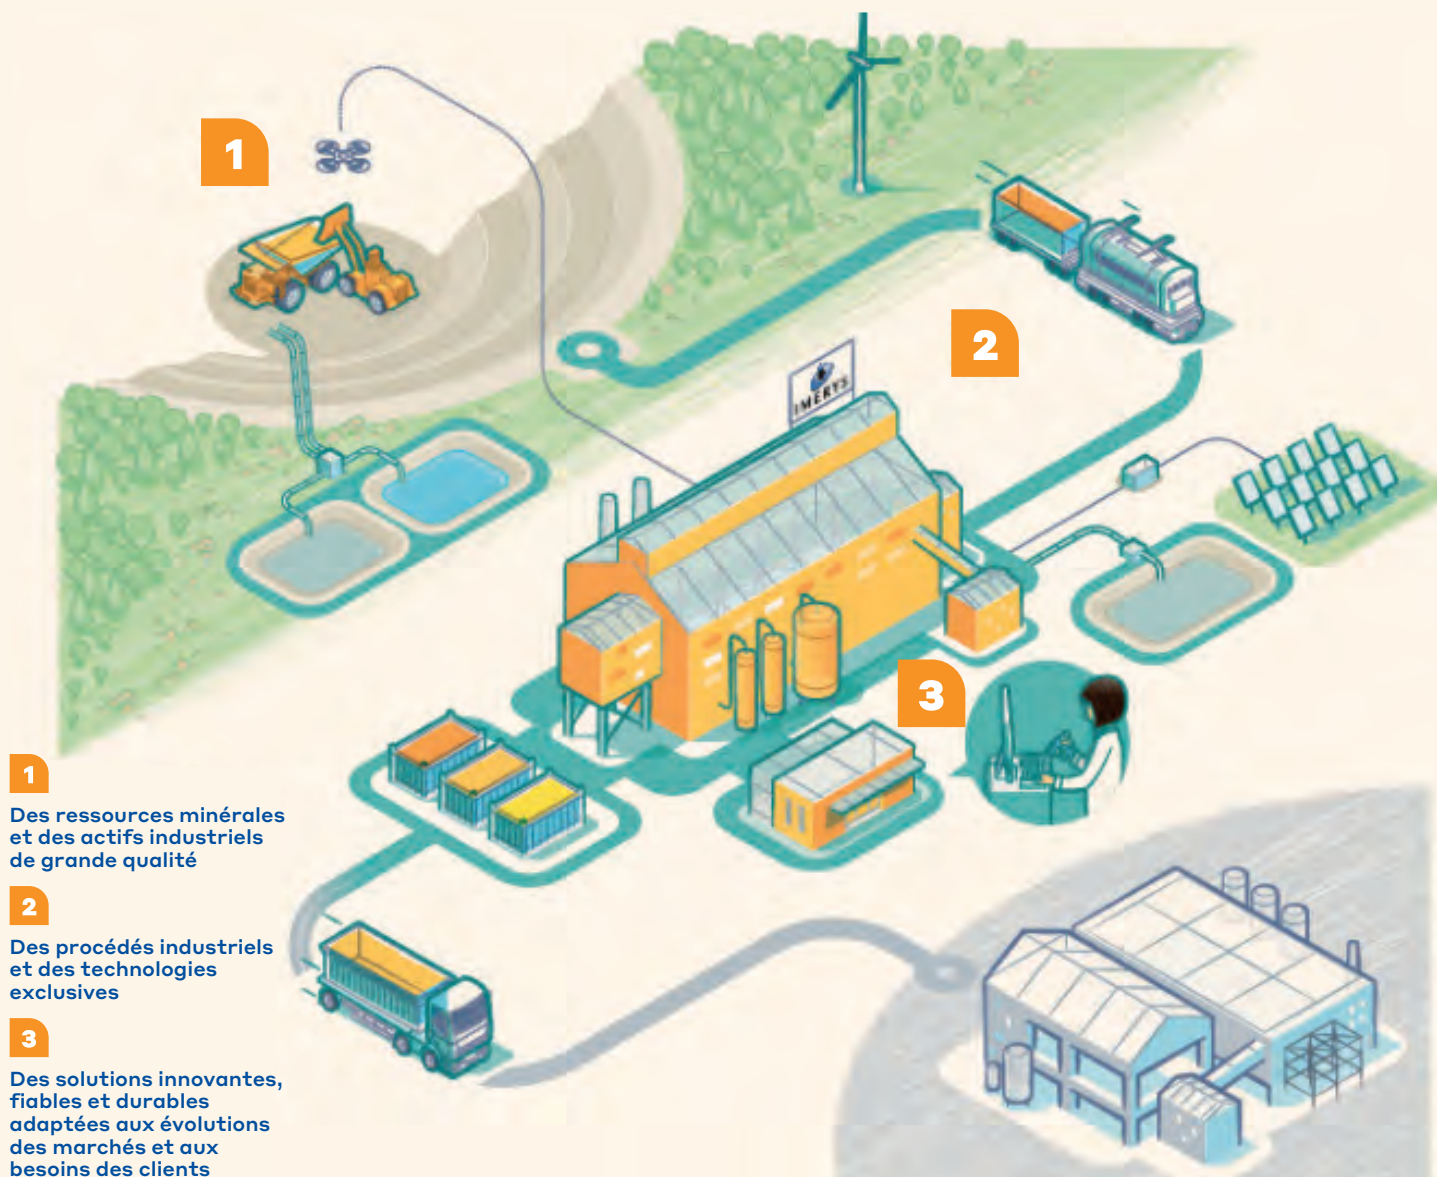 1
2
IMERYS
3
1
Des ressources minérales
et des actifs industriels
de grande qualité
2
Des procédés industriels
et des technologies
exclusives
3
Des solutions innovantes,
fiables et durables
adaptées aux évolutions
des marchés et aux
besoins des clients